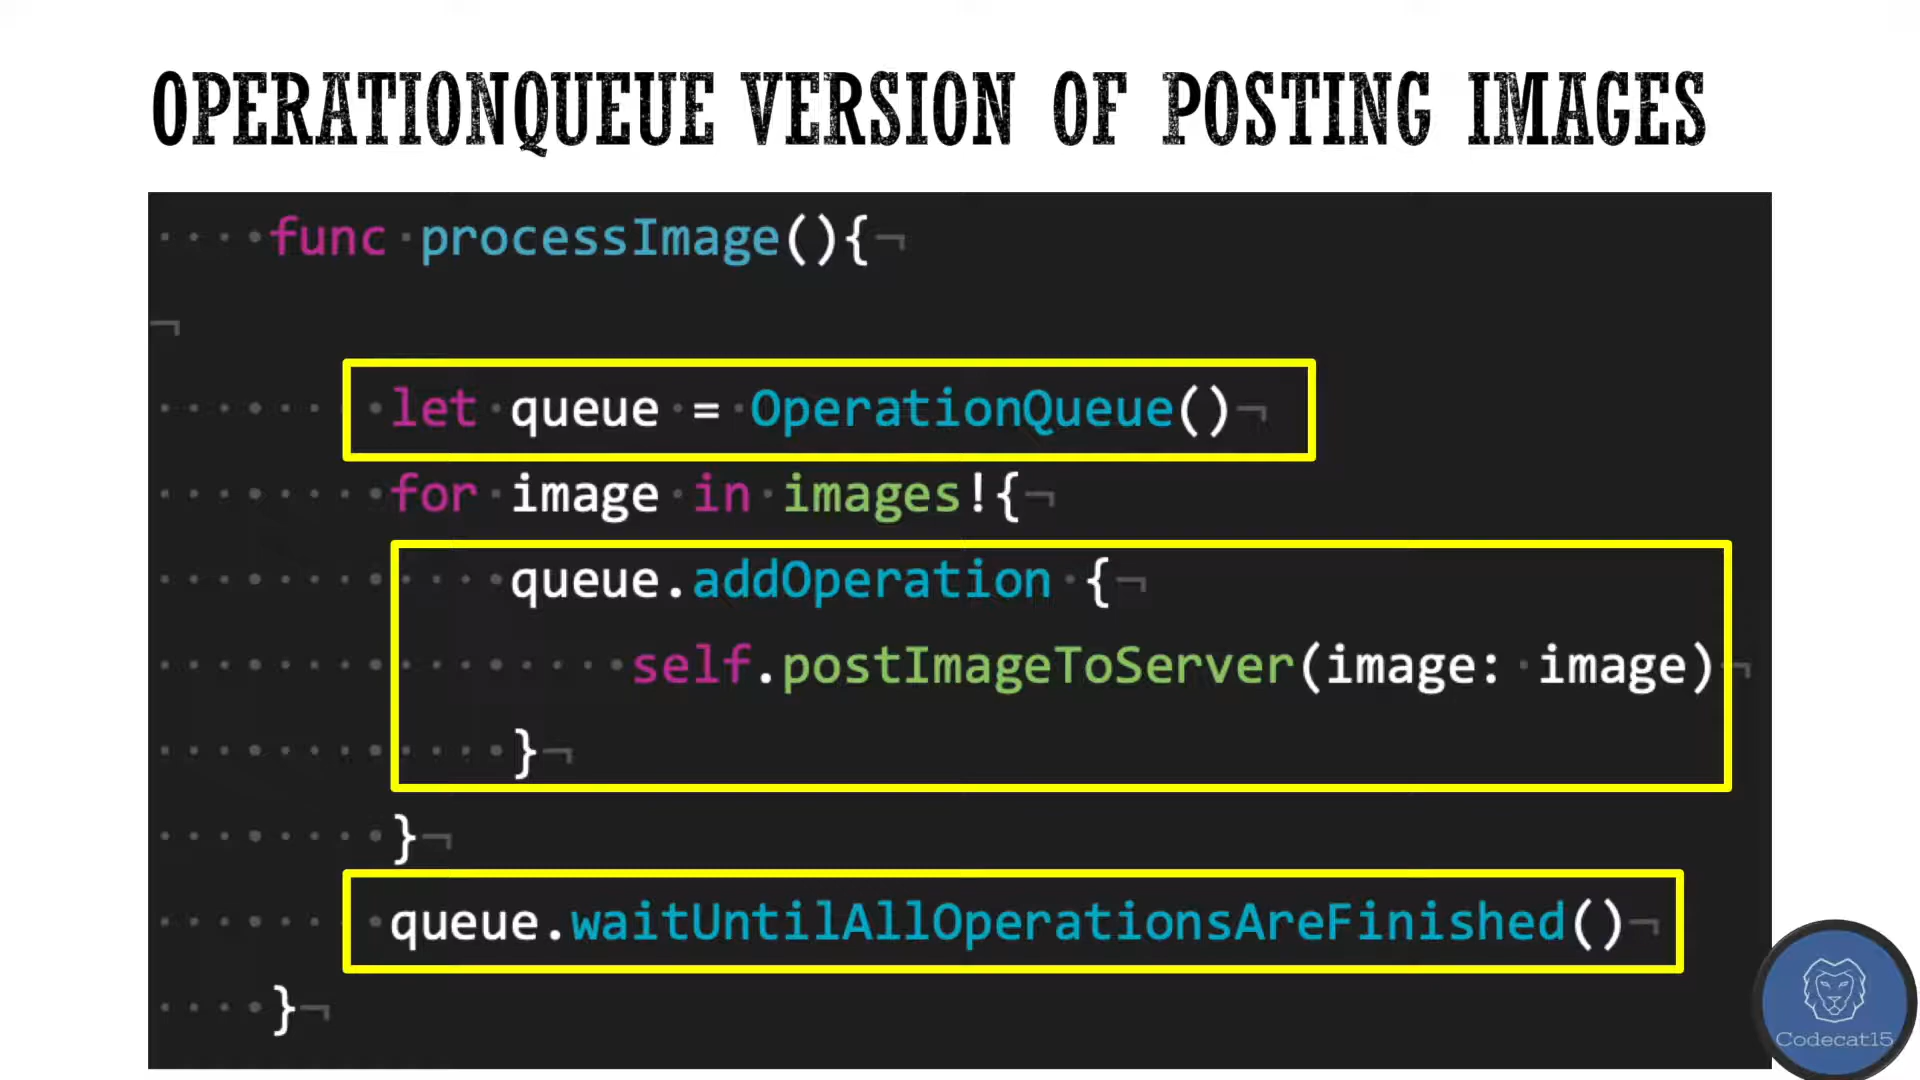 OPERATIONQUEUE VERSION OF POSTING IMAGES
func processImage(){
let queue = OperationQueue()
for image in images!{
queue.addOperation {
self.postImageToServer(image: image)
}
}
queue.waitUntilAllOperationsAreFinished()
}
Codecat15